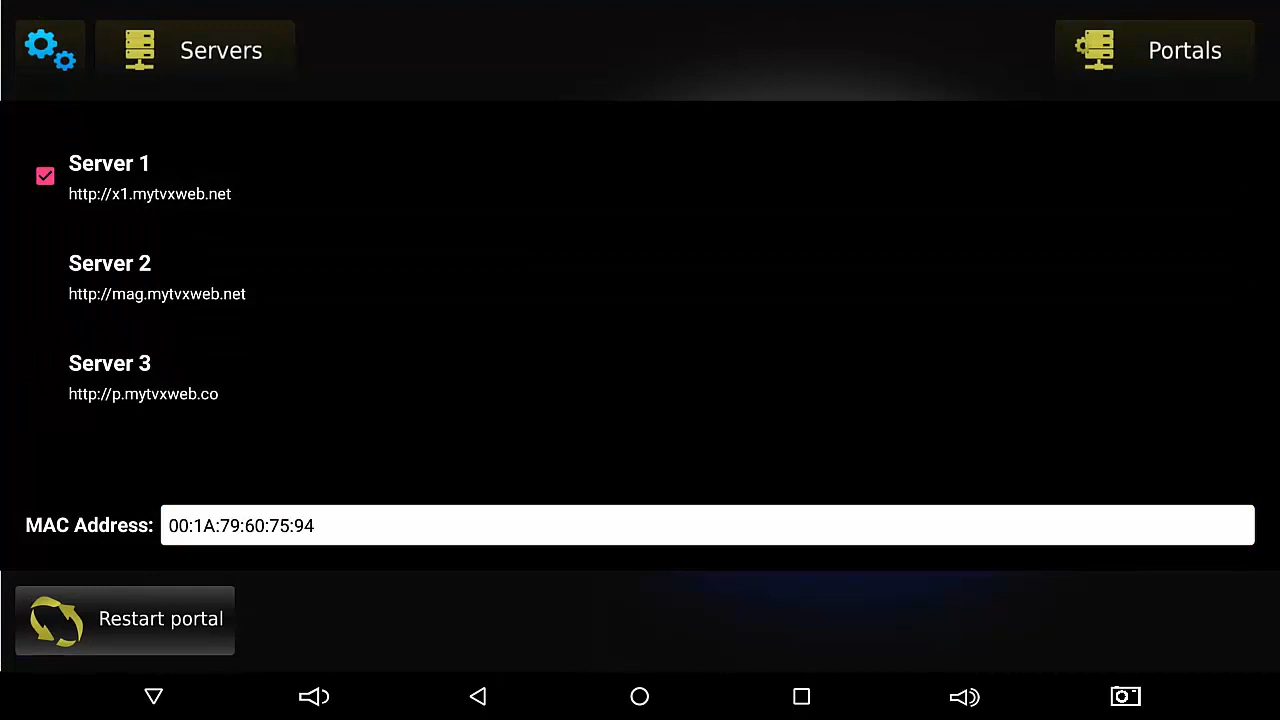 Servers
Portals
Server 1
http://x1.mytvxweb.net
Server 2
http://mag.mytvxweb.net
Server 3
http://p.mytvxweb.co
MAC Address: 00:1A:79:60:75:94
Restart portal